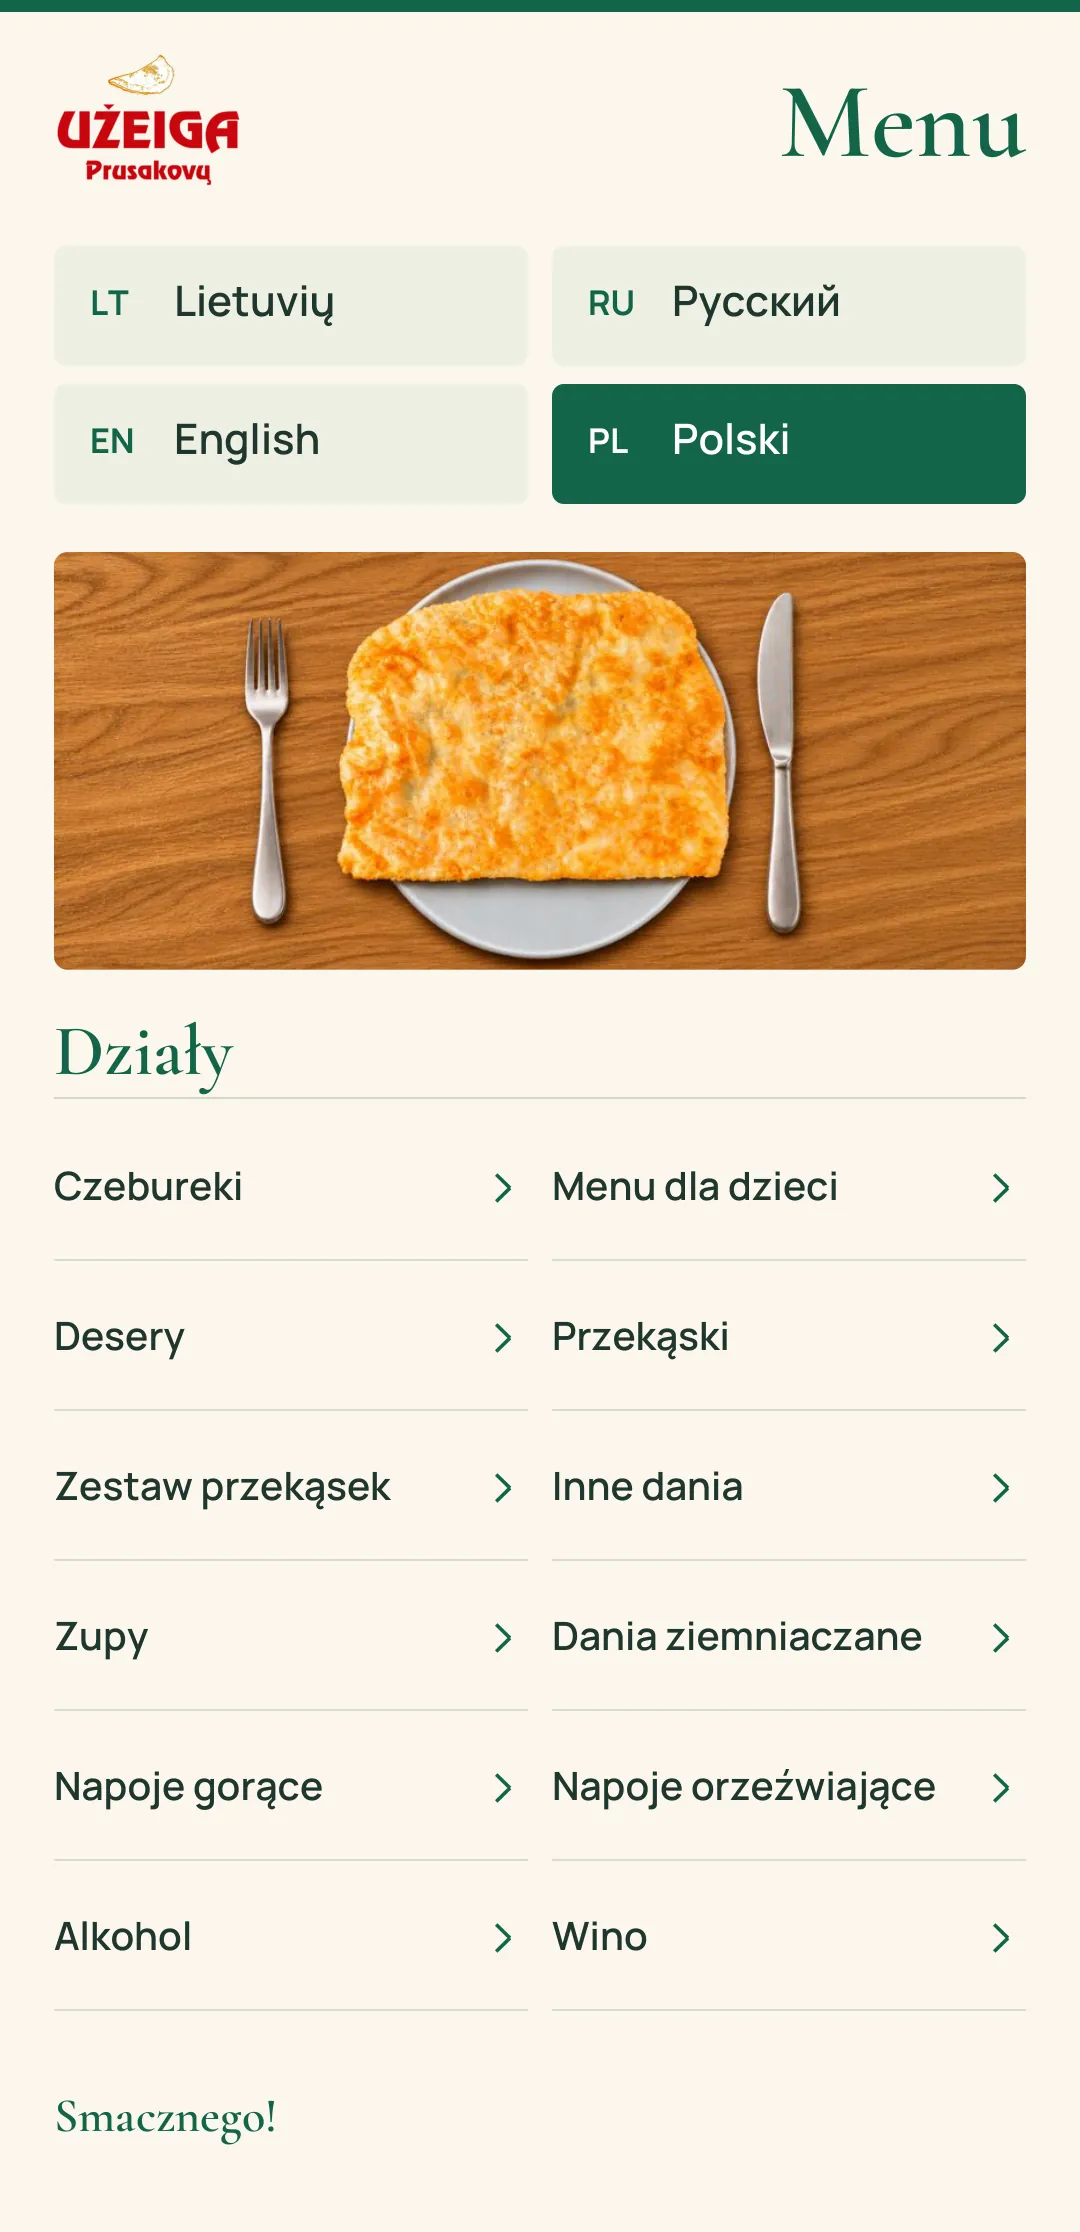 UŽEIGA
Prusakovų
Menu
LT Lietuvių
RU Русский
EN English
PL Polski
Działy
Czebureki
Menu dla dzieci
Desery
Przekąski
Zestaw przekąsek
Inne dania
Zupy
Dania ziemniaczane
Napoje gorące
Napoje orzeźwiające
Alkohol
Wino
Smacznego!